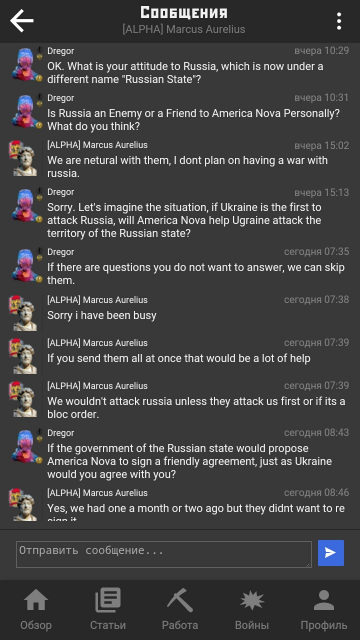 Сообщения
[ALPHA] Marcus Aurelius
Dregor вчера 10:29
OK. What is your attitude to Russia, which is now under a
different name "Russian State"?
Dregor вчера 10:31
Is Russia an Enemy or a Friend to America Nova Personally?
What do you think?
[ALPHA] Marcus Aurelius вчера 15:02
We are netural with them, I dont plan on having a war with
russia.
Dregor вчера 15:13
Sorry. Let's imagine the situation, if Ukraine is the first to
attack Russia, will America Nova help Ugraine attack the
territory of the Russian state?
Dregor сегодня 07:35
If there are questions you do not want to answer, we can skip
them.
[ALPHA] Marcus Aurelius сегодня 07:38
Sorry i have been busy
[ALPHA] Marcus Aurelius сегодня 07:39
If you send them all at once that would be a lot of help
[ALPHA] Marcus Aurelius сегодня 07:39
We wouldn't attack russia unless they attack us first or if its a
bloc order.
Dregor сегодня 08:43
If the government of the Russian state would propose
America Nova to sign a friendly agreement, just as Ukraine
would you agree with you?
[ALPHA] Marcus Aurelius сегодня 08:46
Yes, we had one a month or two ago but they didnt want to re
sign it
Отправить сообщение...
Обзор Статьи Работа Войны Профиль